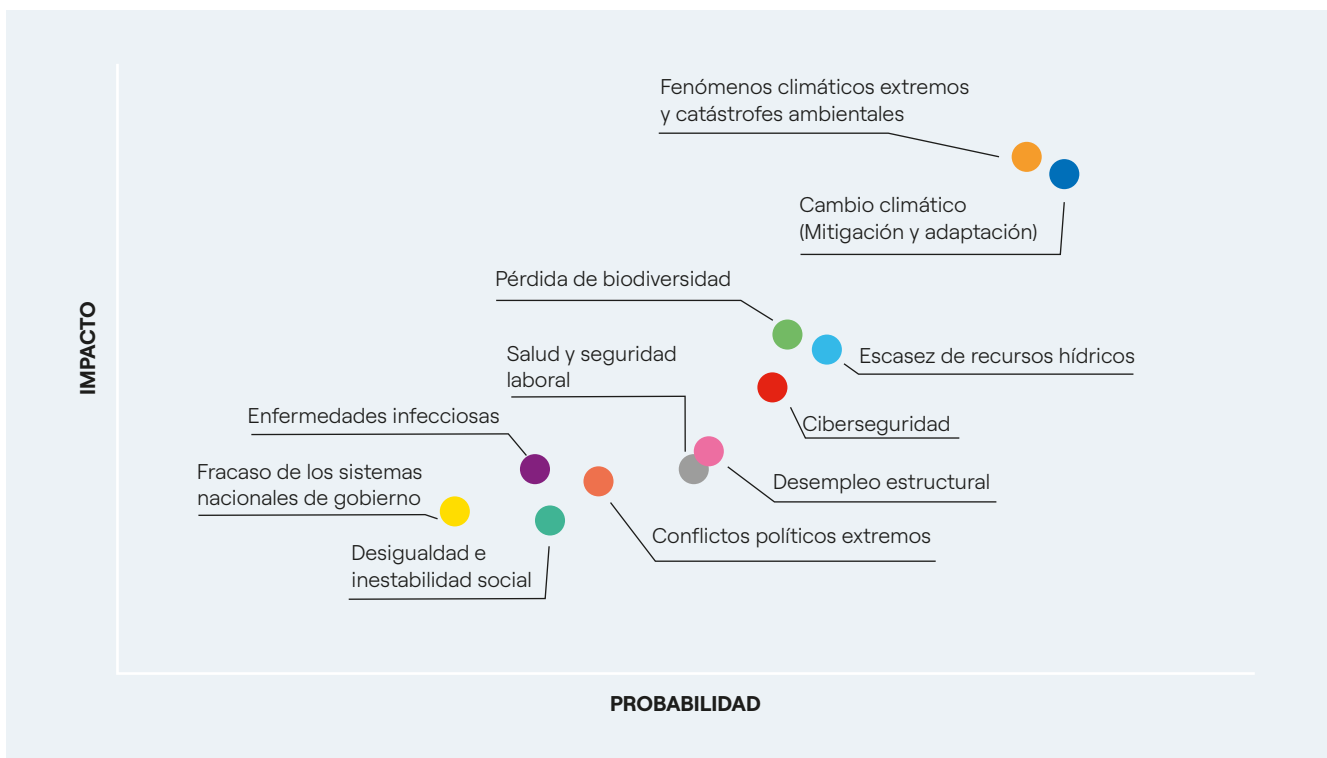 Fenómenos climáticos extremos
y catástrofes ambientales
Cambio climático
(Mitigación y adaptación)
Pérdida de biodiversidad
Salud y seguridad
laboral
Escasez de recursos hídricos
Enfermedades infecciosas
Ciberseguridad
Fracaso de los sistemas
nacionales de gobierno
Desempleo estructural
Conflictos políticos extremos
Desigualdad e
inestabilidad social
IMPACTO
PROBABILIDAD